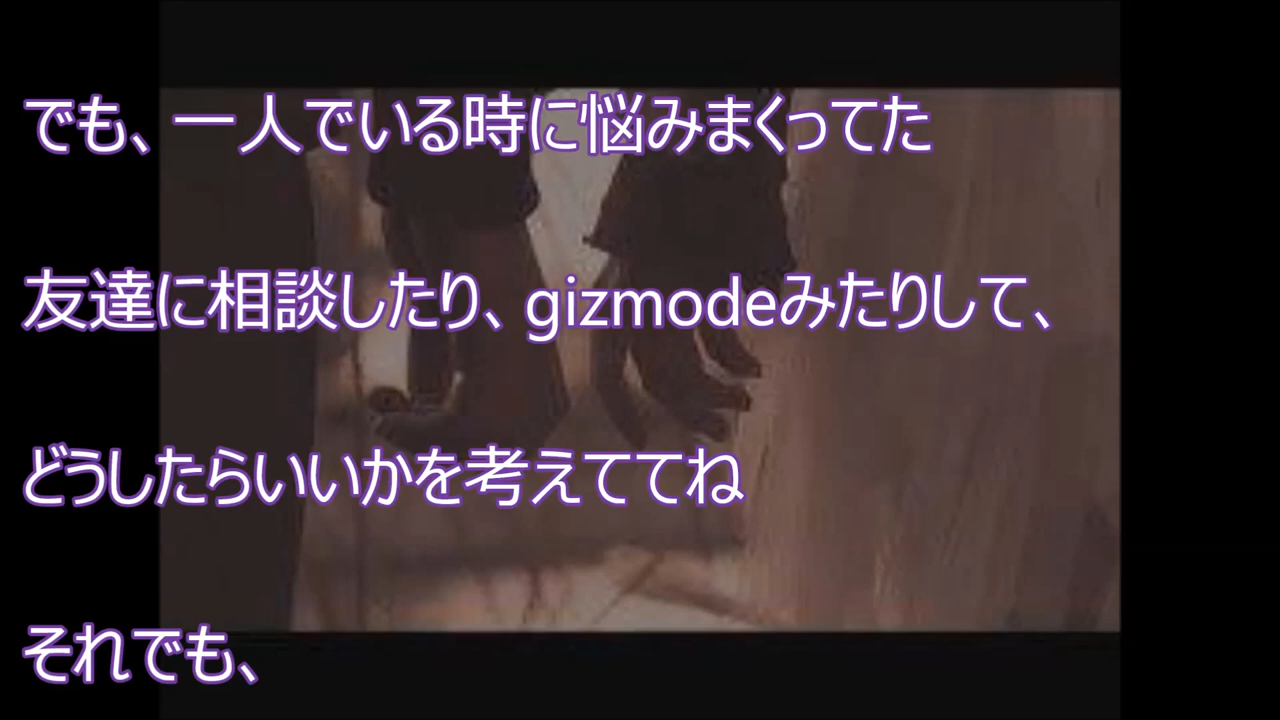 でも、一人でいる時に悩みまくってた
友達に相談したり、gizmodeみたりして、
どうしたらいいかを考えててね
それでも、